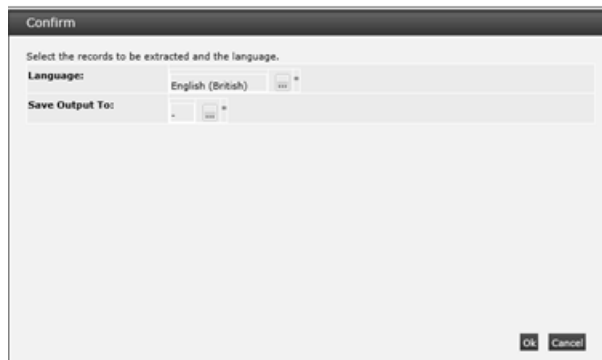 Confirm
Select the records to be extracted and the language.
Language: English (British) ... *
Save Output To: - ... *
Ok Cancel